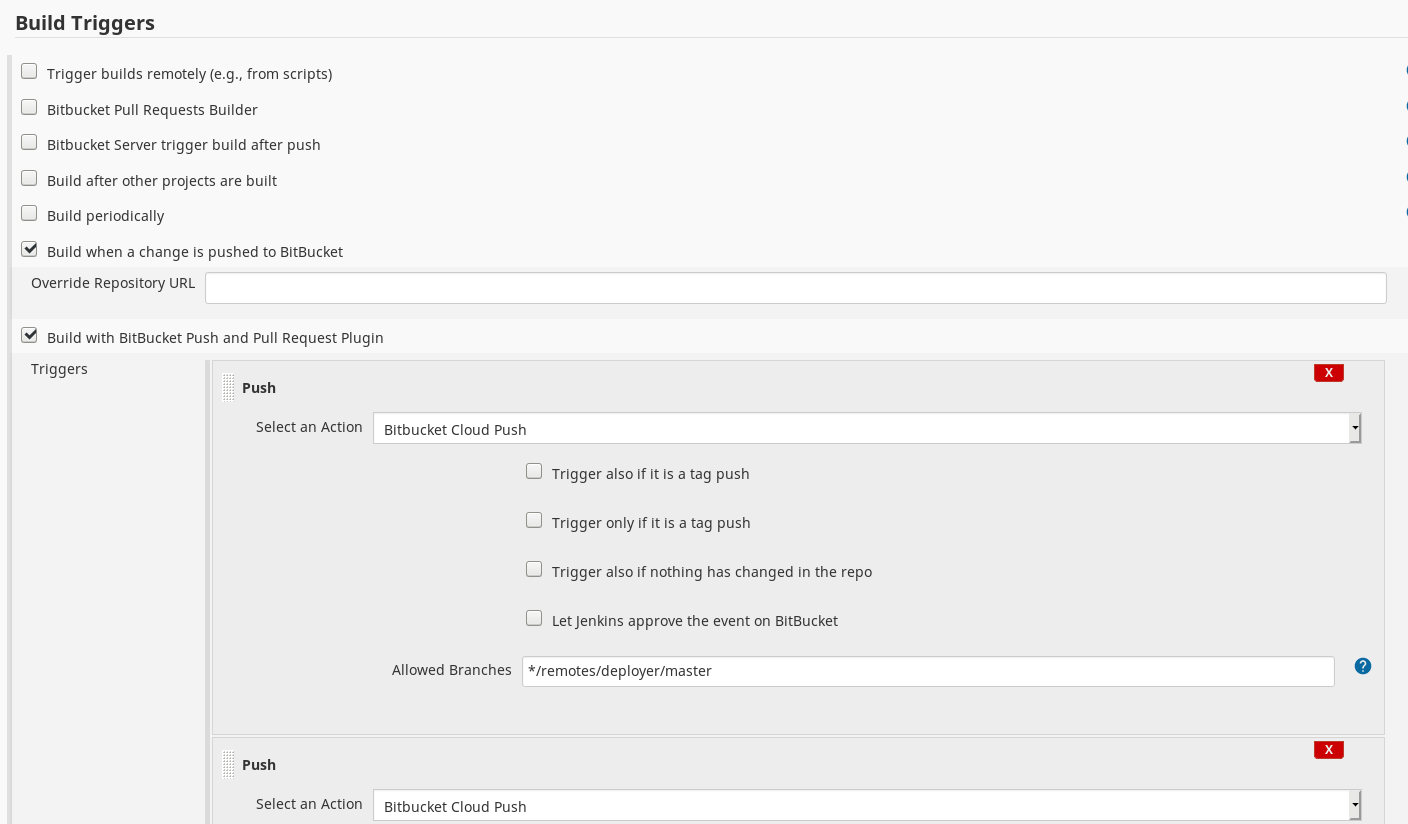 Build Triggers
Trigger builds remotely (e.g., from scripts)
Bitbucket Pull Requests Builder
Bitbucket Server trigger build after push
Build after other projects are built
Build periodically
Build when a change is pushed to BitBucket
Override Repository URL
Build with BitBucket Push and Pull Request Plugin
Triggers
X
Push
Select an Action Bitbucket Cloud Push
Trigger also if it is a tag push
Trigger only if it is a tag push
Trigger also if nothing has changed in the repo
Let Jenkins approve the event on BitBucket
Allowed Branches */remotes/deployer/master ?
X
Push
Select an Action Bitbucket Cloud Push